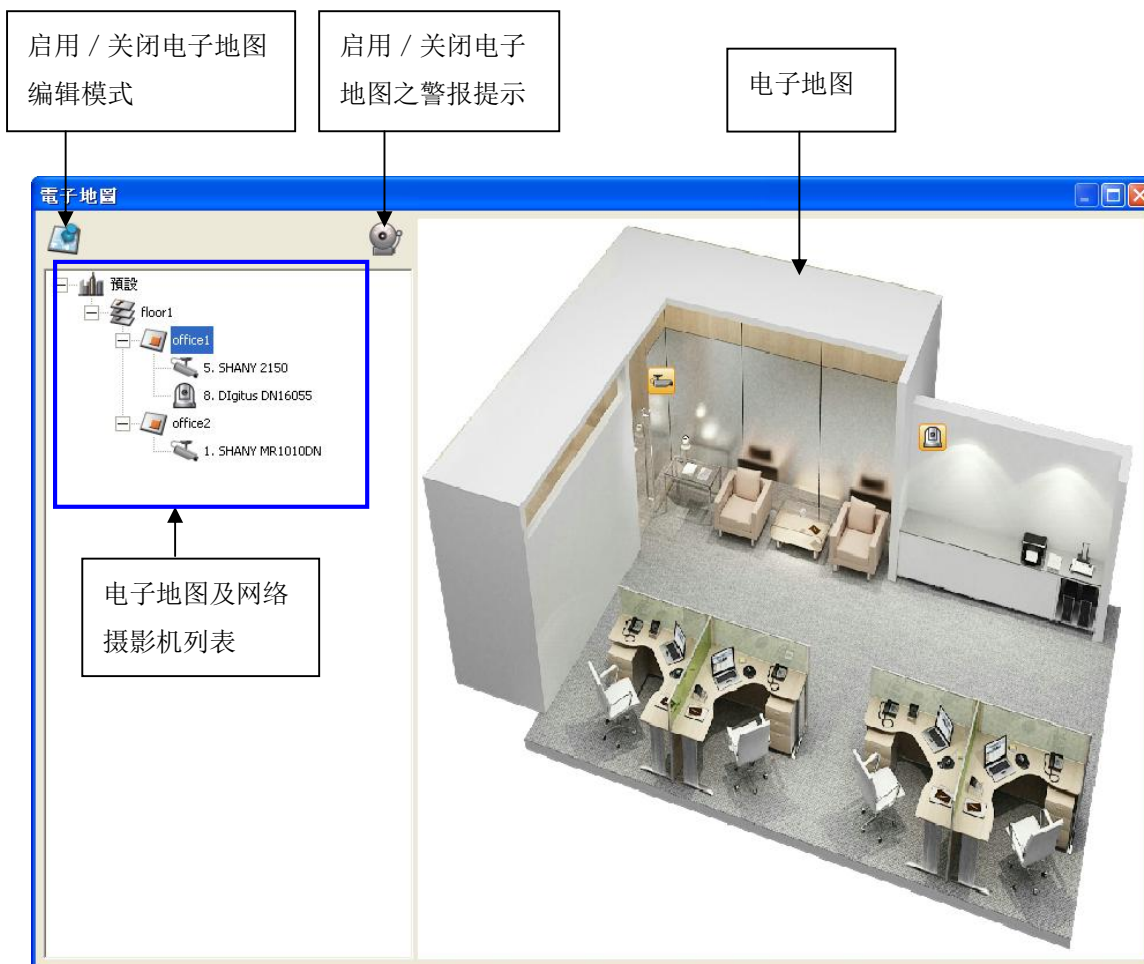 启用 / 关闭电子地图
编辑模式
启用 / 关闭电子
地图之警报提示
电子地图
電子地圖
預設
floor1
office1
5. SHANY 2150
8. DIgitus DN16055
office2
1. SHANY MR1010DN
电子地图及网络
摄影机列表